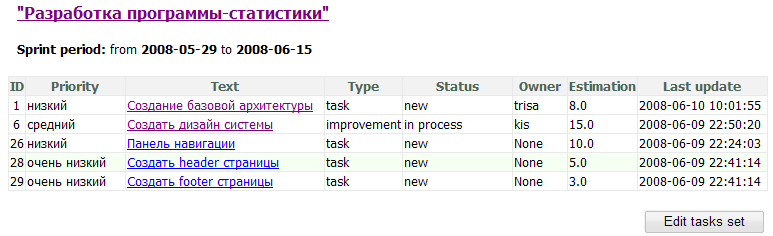 "Разработка программы-статистики"
Sprint period: from 2008-05-29 to 2008-06-15
ID Priority Text Type Status Owner Estimation Last update
1 низкий Создание базовой архитектуры task new trisa 8.0 2008-06-10 10:01:55
6 средний Создать дизайн системы improvement in process kis 15.0 2008-06-09 22:50:20
26 низкий Панель навигации task new None 10.0 2008-06-09 22:24:03
28 очень низкий Создать header страницы task new None 5.0 2008-06-09 22:41:14
29 очень низкий Создать footer страницы task new None 3.0 2008-06-09 22:41:14
Edit tasks set